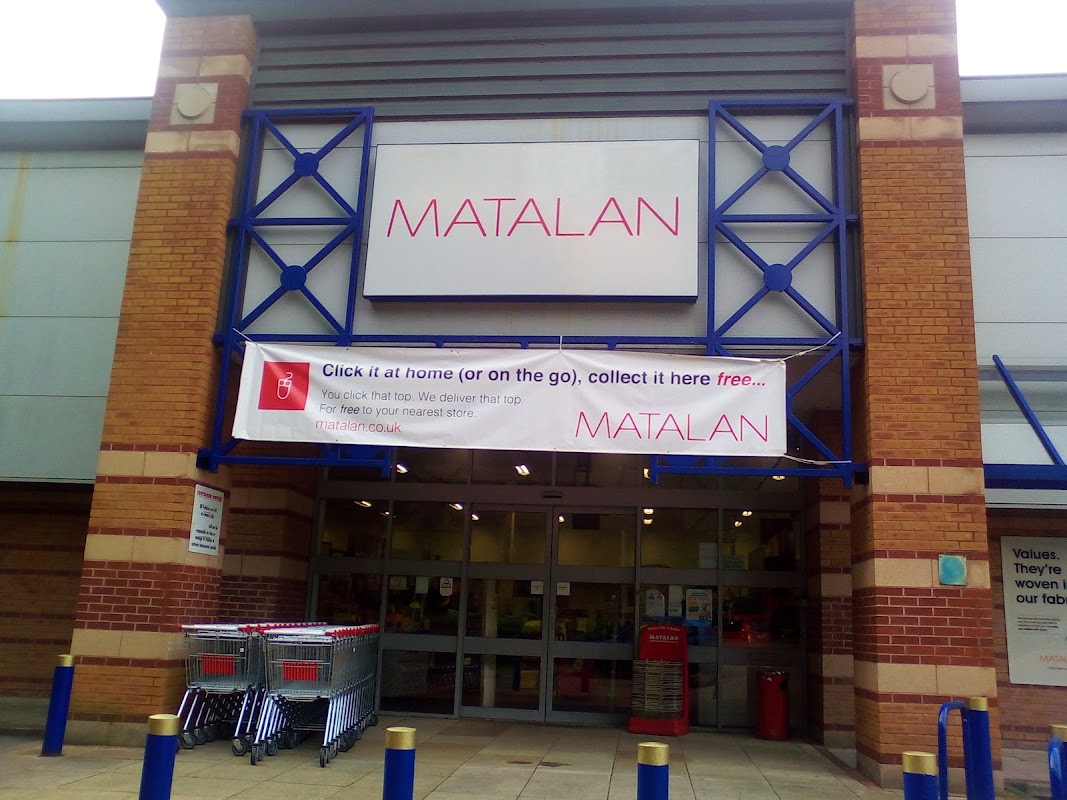 MATALAN
Click it at home (or on the go), collect it here free...
You click that top. We deliver that top.
For free to your nearest store.
matalan.co.uk
MATALAN
MATALAN
Values.
They're
woven i
our fab
MATALAN